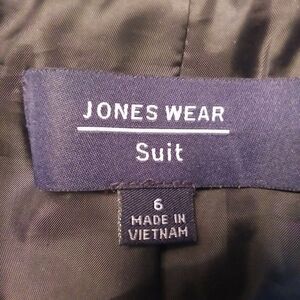 JONES WEAR
Suit
6
MADE IN
VIETNAM